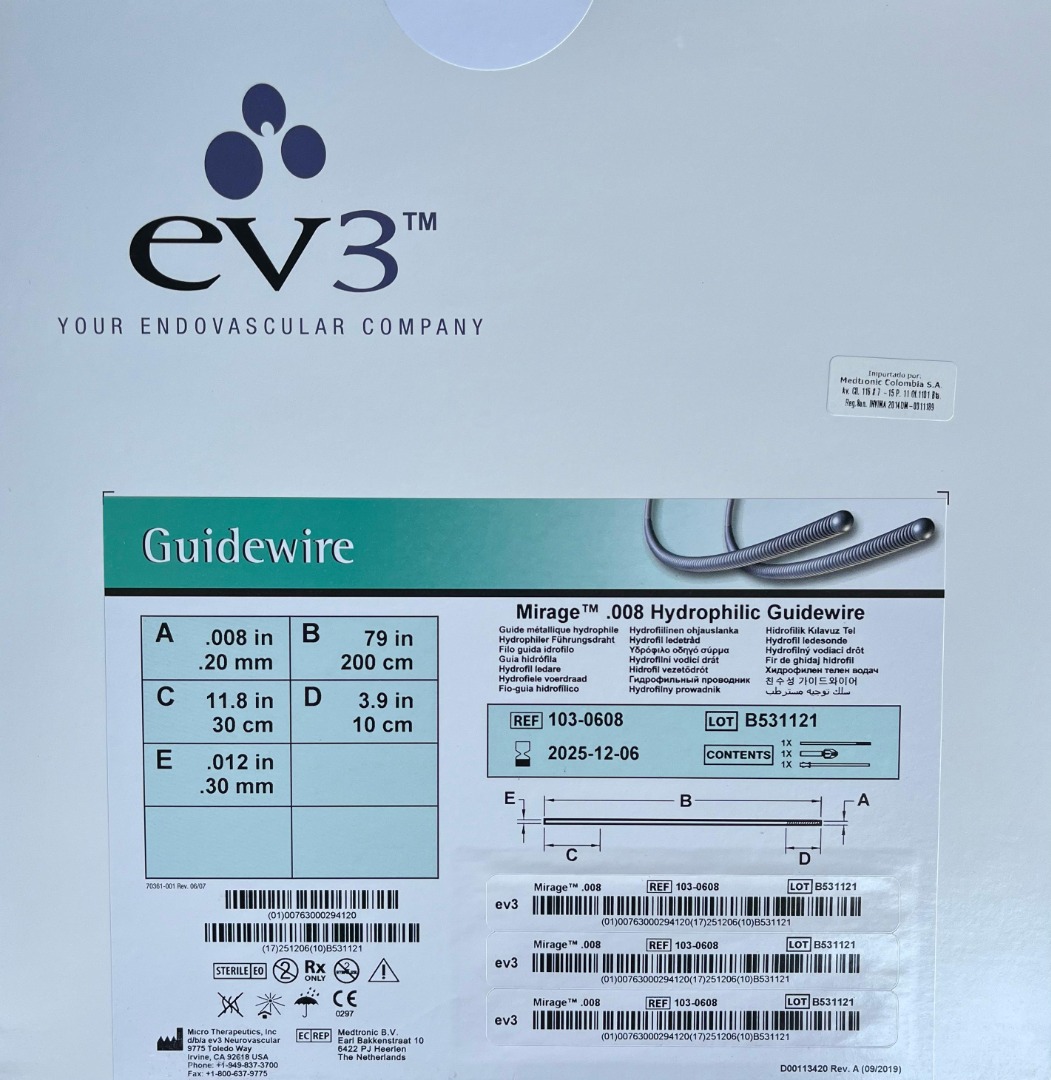 ev3™
YOUR ENDOVASCULAR COMPANY
Importado por:
Medtronic Colombia S.A.
Reg.San. INVIMA 2014DM-0011189
Guidewire
A .008 in B 79 in
.20 mm 200 cm
C 11.8 in D 3.9 in
30 cm 10 cm
E .012 in
.30 mm
70361-001 Rev. 06/07
(01)00763000294120
(17)251206(10)B531121
STERILE EO 2 Rx ONLY
CE
0297
Micro Therapeutics, Inc
d/b/a ev3 Neurovascular
9775 Toledo Way
Irvine, CA 92618 USA
Phone: +1-949-837-3700
Fax: +1-800-637-9775
EC REP
Medtronic B.V.
Earl Bakkenstraat 10
6422 PJ Heerlen
The Netherlands
Mirage™ .008 Hydrophilic Guidewire
Guide métallique hydrophile Hydrofiilinen ohjauslanka Hidrofilik Kılavuz Tel
Hydrophiler Führungsdraht Hydrofil ledetråd Hydrofil ledesonde
Filo guida idrofilo Υδρόφιλο οδηγό σύρμα Hydrofilný vodiaci drôt
Guía hidrófila Hydrofilní vodicí drát Fir de ghidaj hidrofil
Hydrofil ledare Hidrofil vezetődrót Хидрофилен телен водач
Hydrofiele voerdraad Гидрофильный проводник 친수성 가이드와이어
Fio-guia hidrofílico Hydrofilny prowadnik سلك توجيه مسترطب
REF 103-0608 LOT B531121
2025-12-06 CONTENTS 1X
1X
1X
E B A
C D
Mirage™ .008 REF 103-0608 LOT B531121
ev3
(01)00763000294120(17)251206(10)B531121
Mirage™ .008 REF 103-0608 LOT B531121
ev3
(01)00763000294120(17)251206(10)B531121
Mirage™ .008 REF 103-0608 LOT B531121
ev3
(01)00763000294120(17)251206(10)B531121
D00113420 Rev. A (09/2019)